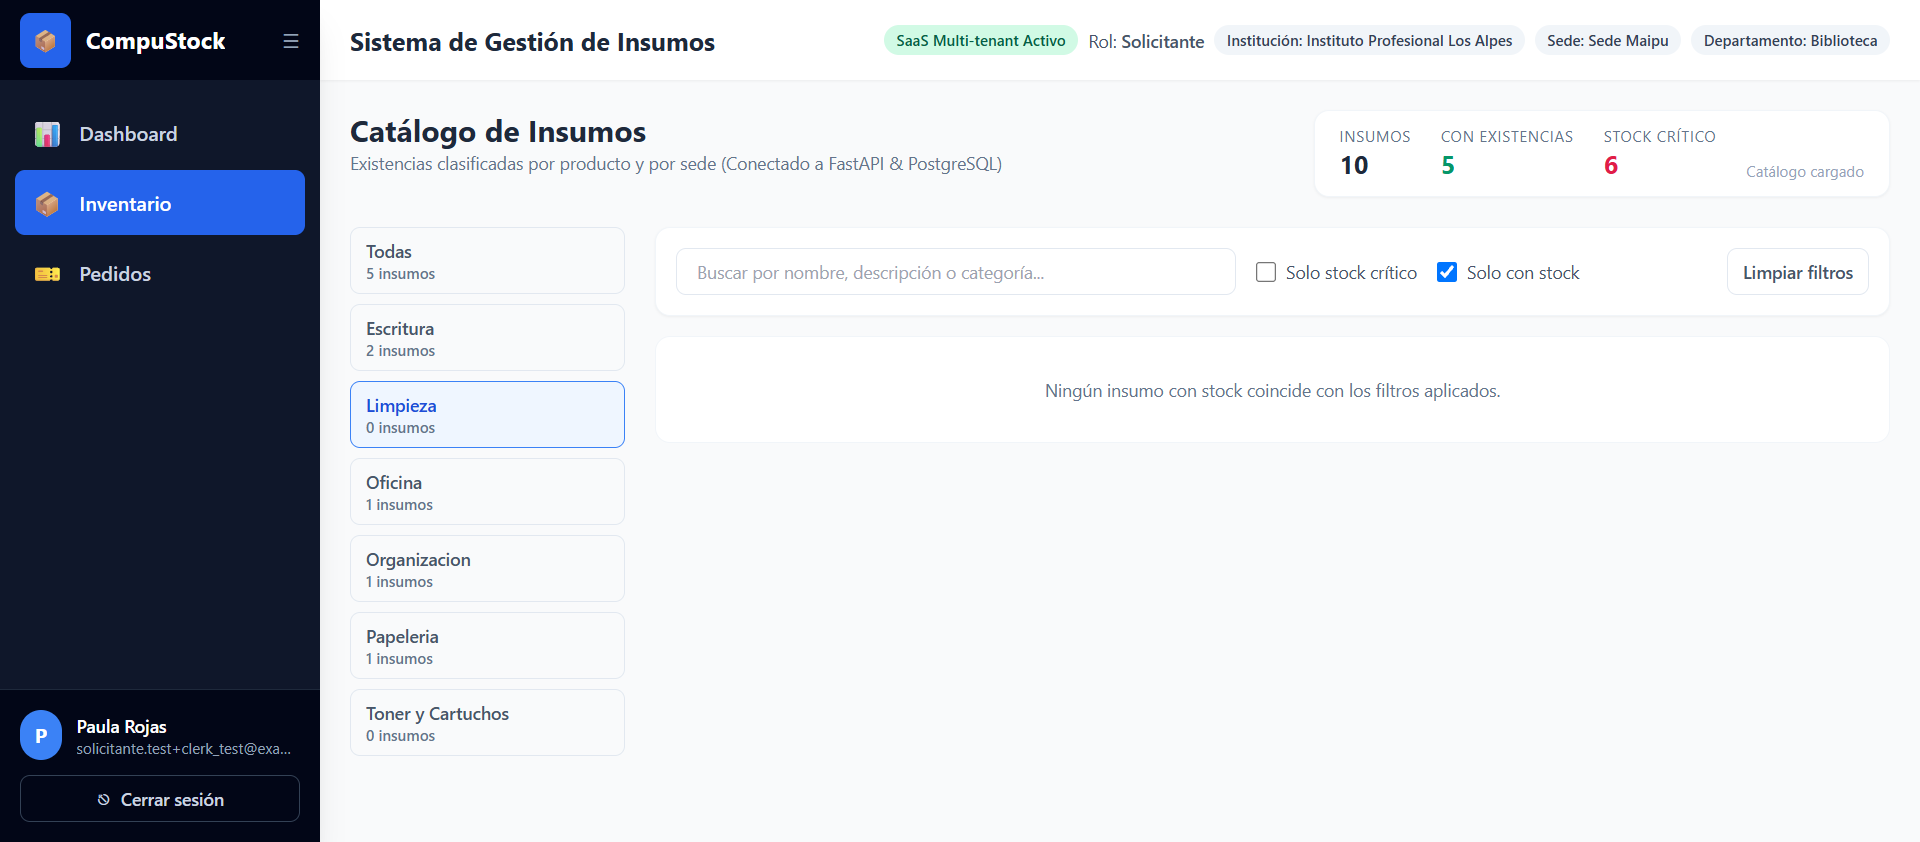 CompuStock
Sistema de Gestión de Insumos
SaaS Multi-tenant Activo
Rol: Solicitante
Institución: Instituto Profesional Los Alpes
Sede: Sede Maipu
Departamento: Biblioteca
Dashboard
Inventario
Pedidos
Catálogo de Insumos
Existencias clasificadas por producto y por sede (Conectado a FastAPI & PostgreSQL)
INSUMOS
10
CON EXISTENCIAS
5
STOCK CRÍTICO
6
Catálogo cargado
Todas
5 insumos
Escritura
2 insumos
Limpieza
0 insumos
Oficina
1 insumos
Organizacion
1 insumos
Papeleria
1 insumos
Toner y Cartuchos
0 insumos
Buscar por nombre, descripción o categoría...
Solo stock crítico
Solo con stock
Limpiar filtros
Ningún insumo con stock coincide con los filtros aplicados.
P
Paula Rojas
solicitante.test+clerk_test@exa...
Cerrar sesión